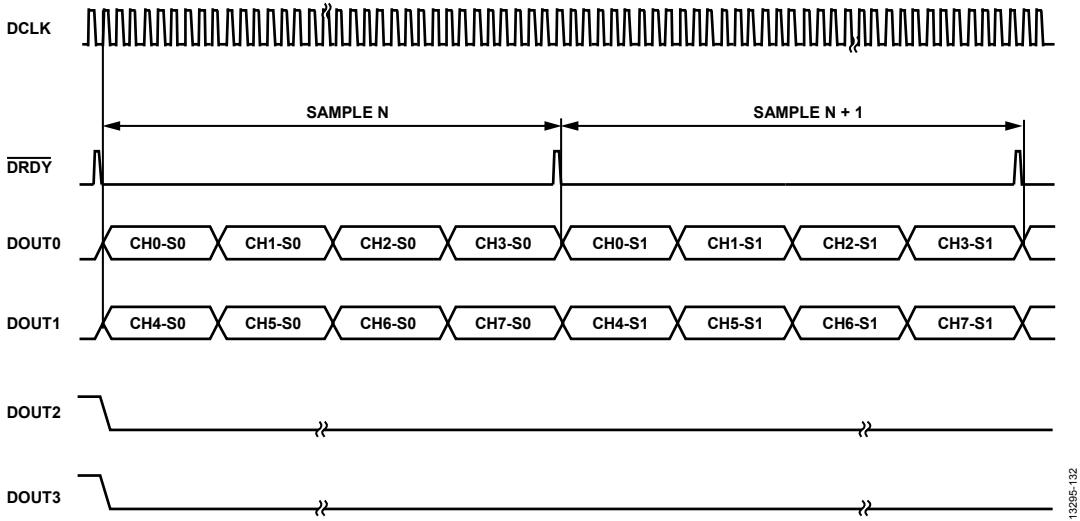 DCLK
SAMPLE N
SAMPLE N + 1
DRDY
DOUT0
CH0-S0
CH1-S0
CH2-S0
CH3-S0
CH0-S1
CH1-S1
CH2-S1
CH3-S1
DOUT1
CH4-S0
CH5-S0
CH6-S0
CH7-S0
CH4-S1
CH5-S1
CH6-S1
CH7-S1
DOUT2
DOUT3
13295-132